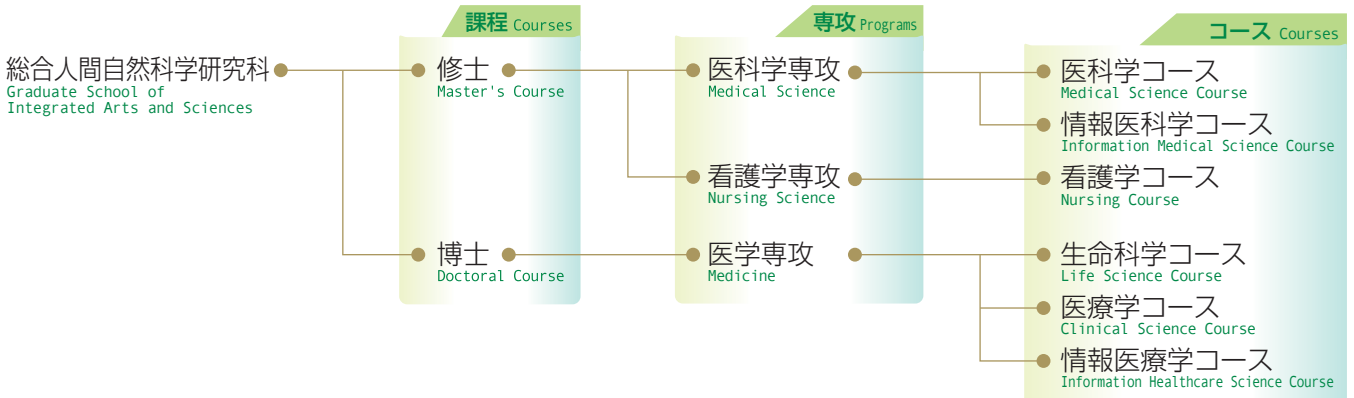 課程 Courses
専攻 Programs
コース Courses
総合人間自然科学研究科
Graduate School of
Integrated Arts and Sciences
修士
Master's Course
医科学専攻
Medical Science
医科学コース
Medical Science Course
情報医科学コース
Information Medical Science Course
看護学専攻
Nursing Science
看護学コース
Nursing Course
博士
Doctoral Course
医学専攻
Medicine
生命科学コース
Life Science Course
医療学コース
Clinical Science Course
情報医療学コース
Information Healthcare Science Course